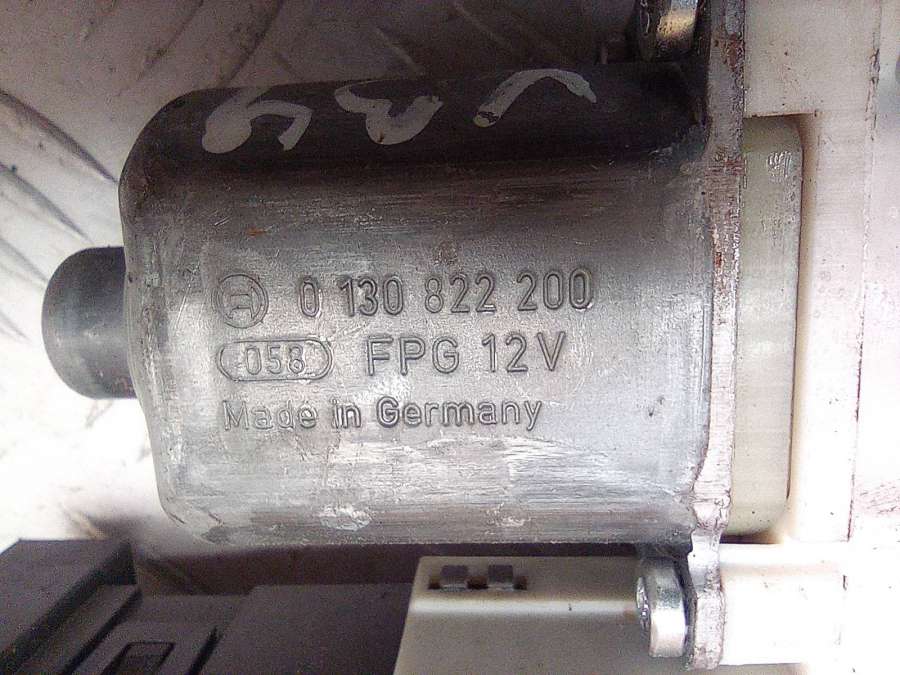 0 130 822 200
058 FPG 12V
Made in Germany